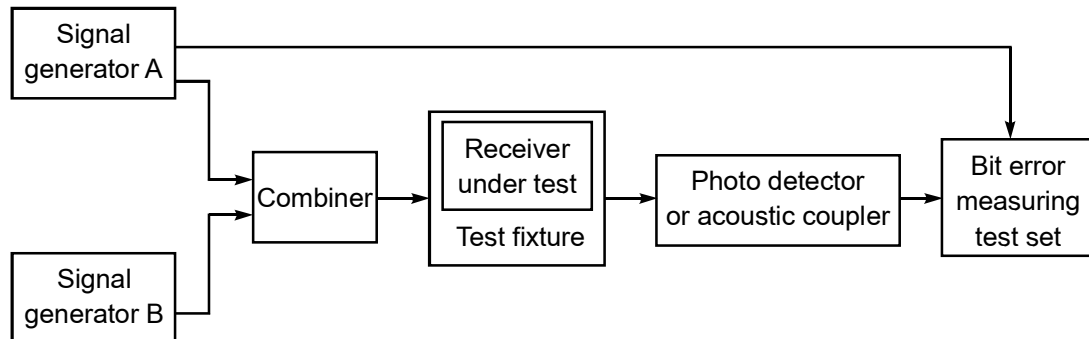 Signal
generator A
Combiner
Receiver
under test
Test fixture
Photo detector
or acoustic coupler
Bit error
measuring
test set
Signal
generator B